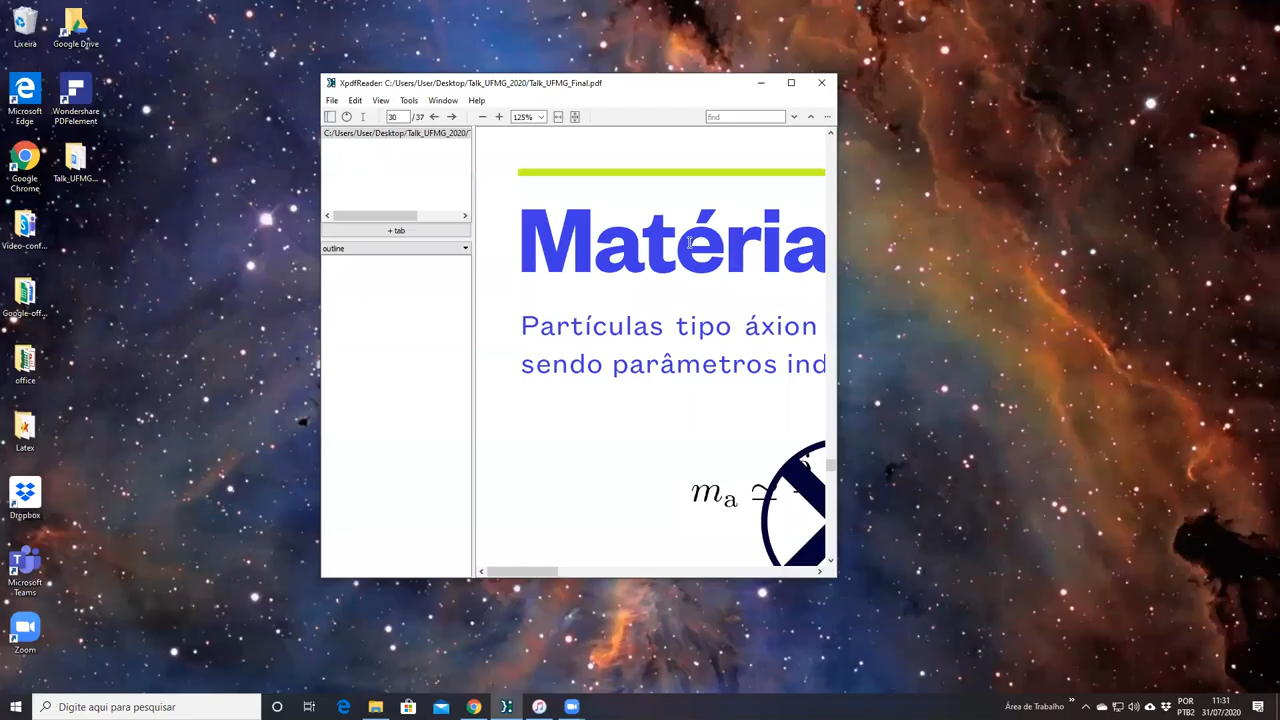 Lixeira
Google Drive
Microsoft
Edge
Wondershare
PDFelement
Google
Chrome
Talk_UFMG...
Video-conf...
Google-off...
office
Latex
Dropbox
Microsoft
Teams
Zoom
XpdfReader: C:/Users/User/Desktop/Talk_UFMG_2020/Talk_UFMG_Final.pdf
File Edit View Tools Window Help
30 / 37 125% find
C:/Users/User/Desktop/Talk_UFMG_2020/
+ tab
outline
Matéria
Partículas tipo áxion
sendo parâmetros ind
mₐ ≃
Digite aqui para pesquisar
Área de Trabalho
POR
PTB2
11:31
31/07/2020